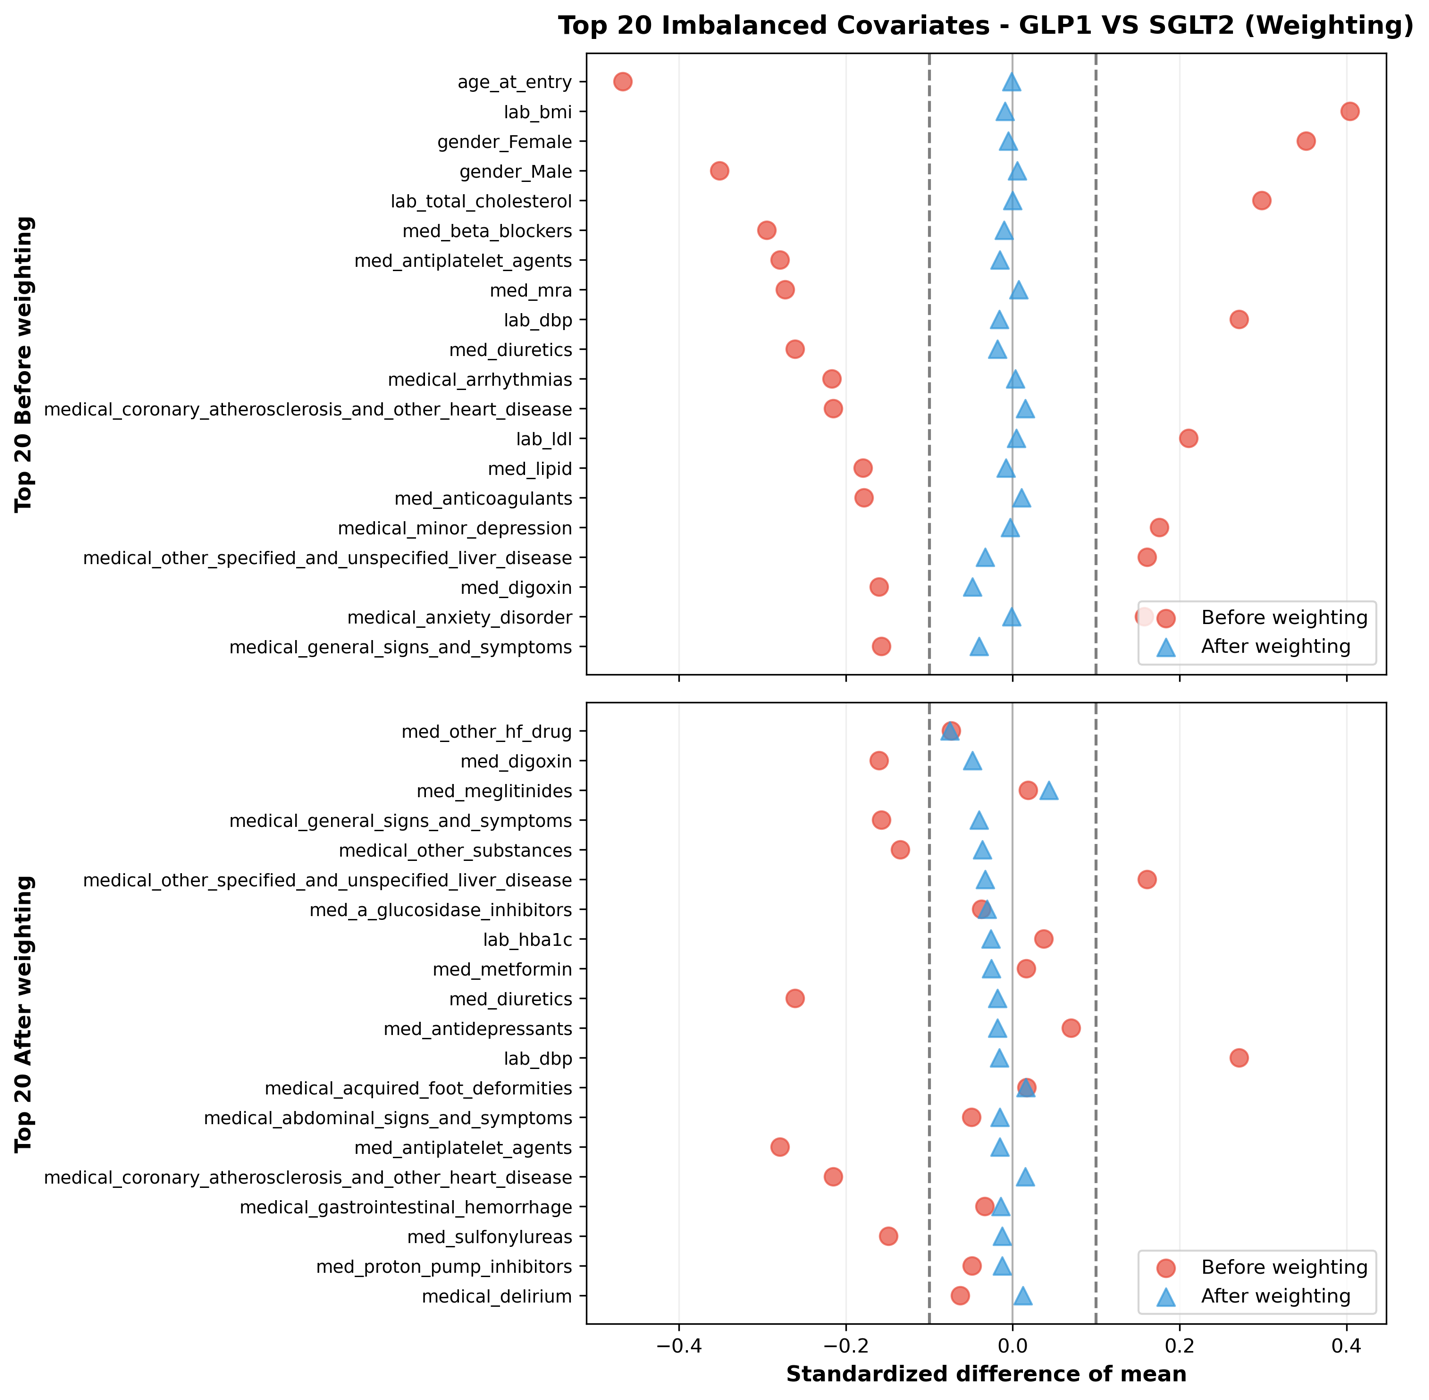 Top 20 Imbalanced Covariates - GLP1 VS SGLT2 (Weighting)
Top 20 Before weighting
age_at_entry
lab_bmi
gender_Female
gender_Male
lab_total_cholesterol
med_beta_blockers
med_antiplatelet_agents
med_mra
lab_dbp
med_diuretics
medical_arrhythmias
medical_coronary_atherosclerosis_and_other_heart_disease
lab_ldl
med_lipid
med_anticoagulants
medical_minor_depression
medical_other_specified_and_unspecified_liver_disease
med_digoxin
medical_anxiety_disorder
medical_general_signs_and_symptoms
Before weighting
After weighting
Top 20 After weighting
med_other_hf_drug
med_digoxin
med_meglitinides
medical_general_signs_and_symptoms
medical_other_substances
medical_other_specified_and_unspecified_liver_disease
med_a_glucosidase_inhibitors
lab_hba1c
med_metformin
med_diuretics
med_antidepressants
lab_dbp
medical_acquired_foot_deformities
medical_abdominal_signs_and_symptoms
med_antiplatelet_agents
medical_coronary_atherosclerosis_and_other_heart_disease
medical_gastrointestinal_hemorrhage
med_sulfonylureas
med_proton_pump_inhibitors
medical_delirium
Before weighting
After weighting
−0.4 −0.2 0.0 0.2 0.4
Standardized difference of mean